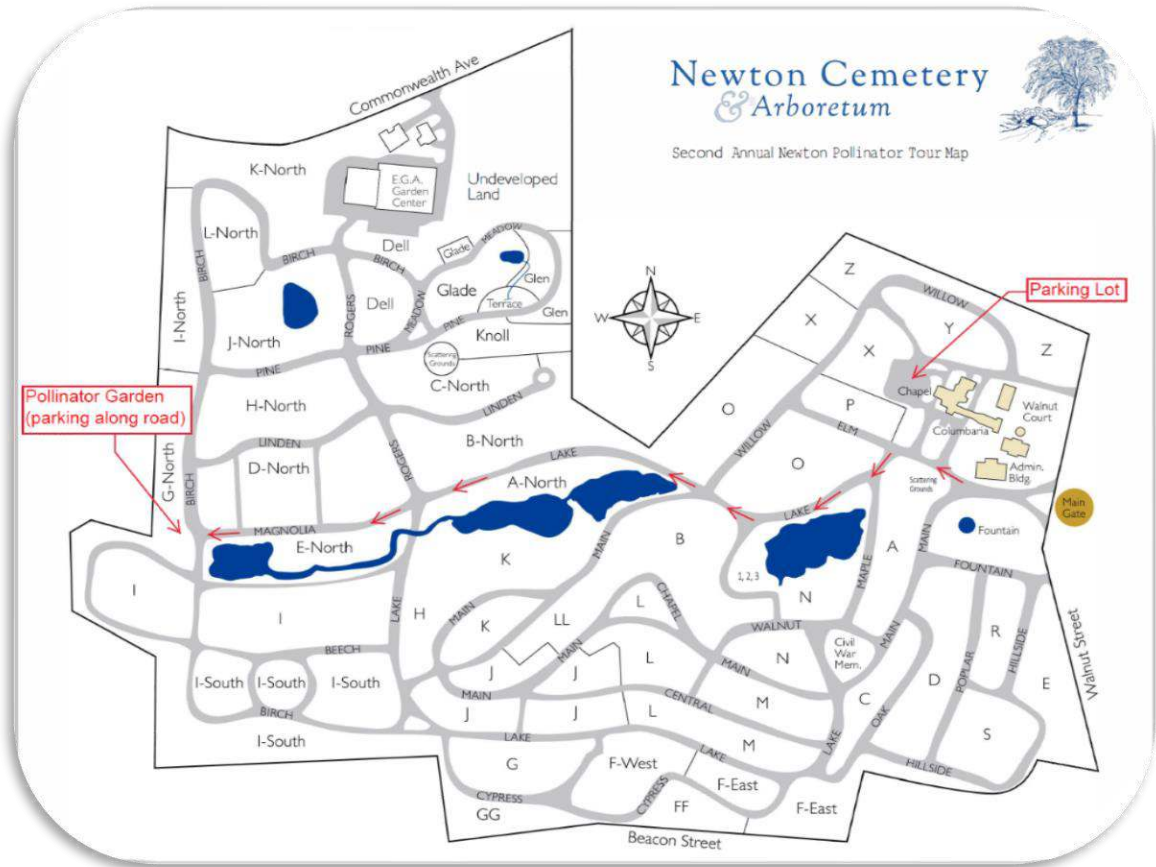 Newton Cemetery
& Arboretum
Second Annual Newton Pollinator Tour Map
Commonwealth Ave
K-North
E.G.A.
Garden
Center
Undeveloped
Land
L-North
BIRCH
BIRCH
Dell
BIRCH
Glade
MEADOW
Glen
I-North
J-North
ROGERS
Dell
MEADOW
Glade
Terrace
Glen
PINE
Knoll
PINE
PINE
Scattering
Grounds
C-North
N
W
E
S
Z
WILLOW
Parking Lot
X
Y
Z
X
Chapel
Walnut
Court
Pollinator Garden
(parking along road)
H-North
LINDEN
O
P
ELM
Columbaria
B-North
WILLOW
LINDEN
G-North
BIRCH
D-North
ROGERS
LAKE
A-North
O
Scattering
Grounds
Admin.
Bldg.
Main
Gate
MAGNOLIA
E-North
LAKE
MAIN
Fountain
I
I
LAKE
H
K
MAIN
B
1, 2, 3
N
MAPLE
A
FOUNTAIN
MAIN
K
LL
L
CHAPEL
WALNUT
MAIN
R
HILLSIDE
Walnut Street
BEECH
MAIN
L
MAIN
N
Civil
War
Mem.
I-South
I-South
I-South
J
J
D
POPLAR
E
MAIN
CENTRAL
M
C
OAK
BIRCH
J
J
L
S
I-South
LAKE
LAKE
M
LAKE
G
F-West
F-East
HILLSIDE
CYPRESS
CYPRESS
FF
F-East
GG
Beacon Street